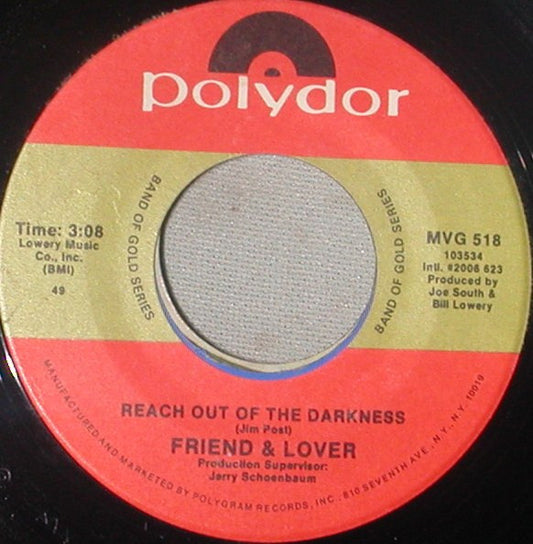 polydor
Time: 3:08
Lowery Music
Co., Inc.
(BMI)
49
BAND OF GOLD SERIES
BAND OF GOLD SERIES
MVG 518
103534
Intl. #2006 623
Produced by
Joe South &
Bill Lowery
REACH OUT OF THE DARKNESS
(Jim Post)
FRIEND & LOVER
Production Supervisor:
Jerry Schoenbaum
MANUFACTURED AND MARKETED BY POLYGRAM RECORDS, INC. · 810 SEVENTH AVE., N.Y., N.Y. 10019